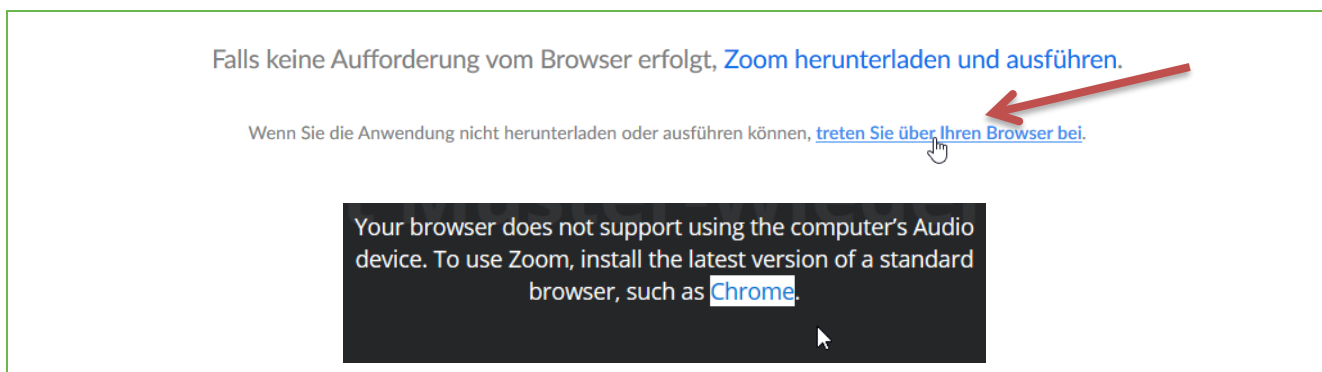 Falls keine Aufforderung vom Browser erfolgt, Zoom herunterladen und ausführen.
Wenn Sie die Anwendung nicht herunterladen oder ausführen können, treten Sie über Ihren Browser bei.
Your browser does not support using the computer's Audio
device. To use Zoom, install the latest version of a standard
browser, such as Chrome.